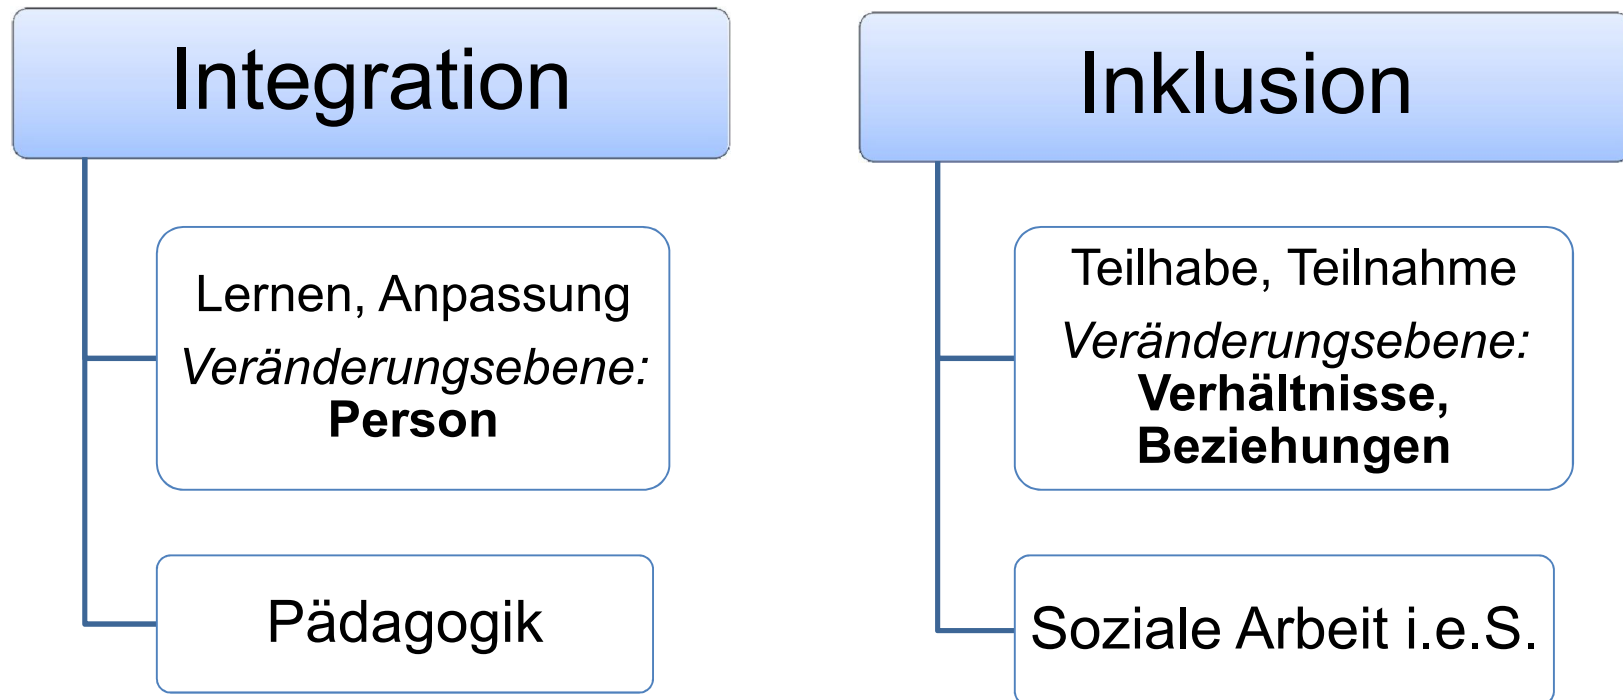 Integration
Lernen, Anpassung
Veränderungsebene:
Person
Pädagogik
Inklusion
Teilhabe, Teilnahme
Veränderungsebene:
Verhältnisse,
Beziehungen
Soziale Arbeit i.e.S.